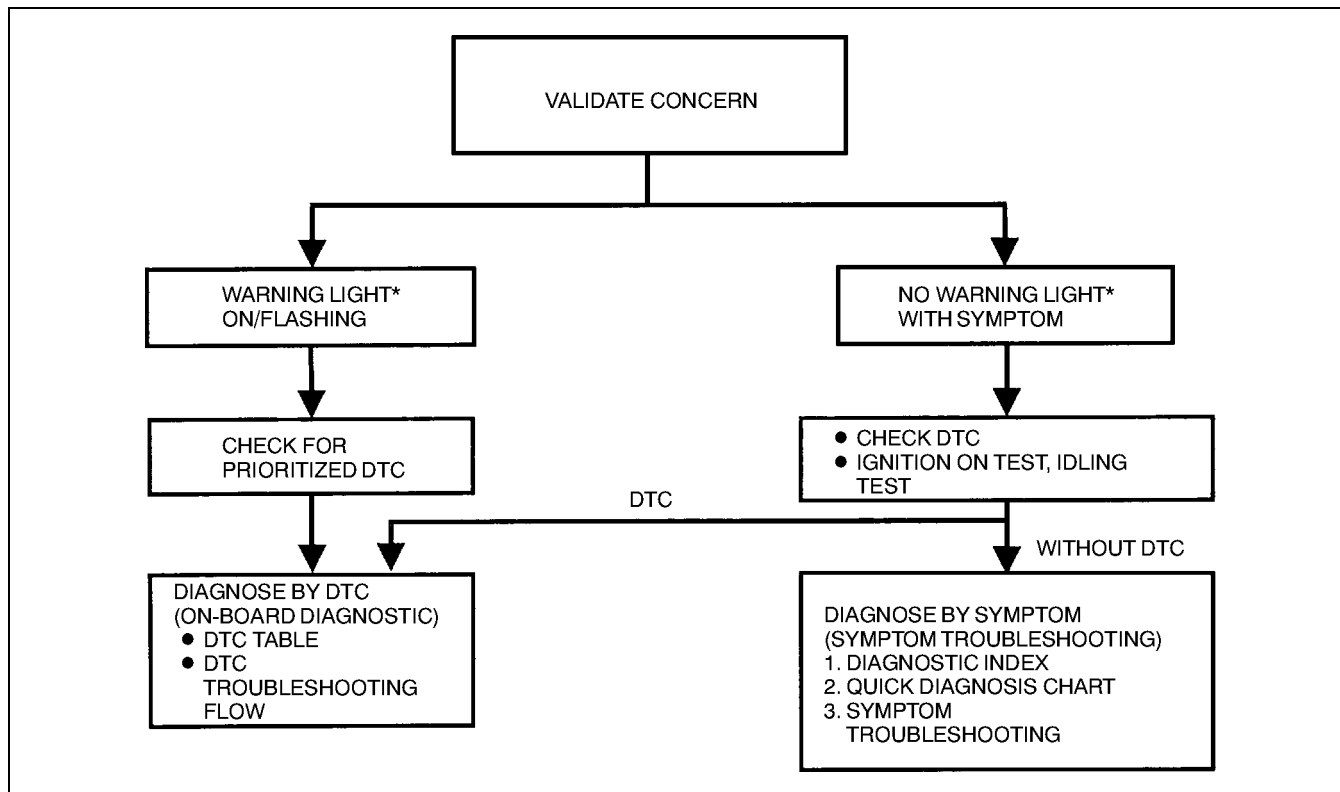 VALIDATE CONCERN
WARNING LIGHT*
ON/FLASHING
NO WARNING LIGHT*
WITH SYMPTOM
CHECK FOR
PRIORITIZED DTC
● CHECK DTC
● IGNITION ON TEST, IDLING
TEST
DTC
WITHOUT DTC
DIAGNOSE BY DTC
(ON-BOARD DIAGNOSTIC)
● DTC TABLE
● DTC
TROUBLESHOOTING
FLOW
DIAGNOSE BY SYMPTOM
(SYMPTOM TROUBLESHOOTING)
1. DIAGNOSTIC INDEX
2. QUICK DIAGNOSIS CHART
3. SYMPTOM
TROUBLESHOOTING